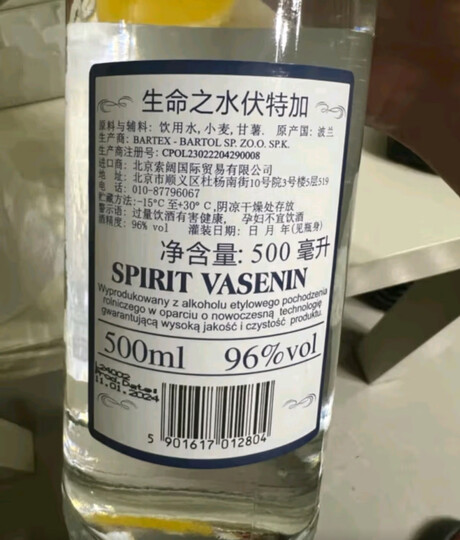 生命之水伏特加
原料与辅料: 饮用水,小麦,甘薯. 原产国: 波兰
生产商: BARTEX - BARTOL SP. ZO.O. SP.K.
生产商注册号: CPOL23022204290008
进口商: 北京索阔国际贸易有限公司
地 址: 北京市顺义区杜杨南街10号院3号楼5层519
电 话: 010-87796067
贮藏方法:-15°C 至+30°C,阴凉干燥处存放
警示语: 过量饮酒有害健康, 孕妇不宜饮酒
酒精度: 96% vol 灌装日期: 日 月 年(见瓶身)
净含量: 500 毫升
SPIRIT VASENIN
Wyprodukowany z alkoholu etylowego pochodzenia
rolniczego w oparciu o nowoczesną technologię
gwarantującą wysoką jakość i czystość produktu.
500ml 96%vol
L24002
Prod.Date:
11.01.2024
5 901617 012804